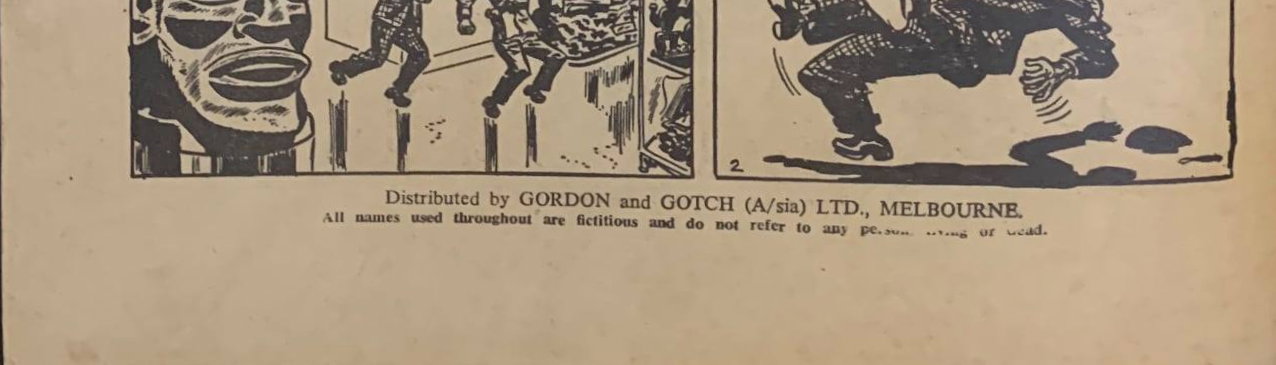 2
Distributed by GORDON and GOTCH (A/sia) LTD., MELBOURNE.
All names used throughout are fictitious and do not refer to any or